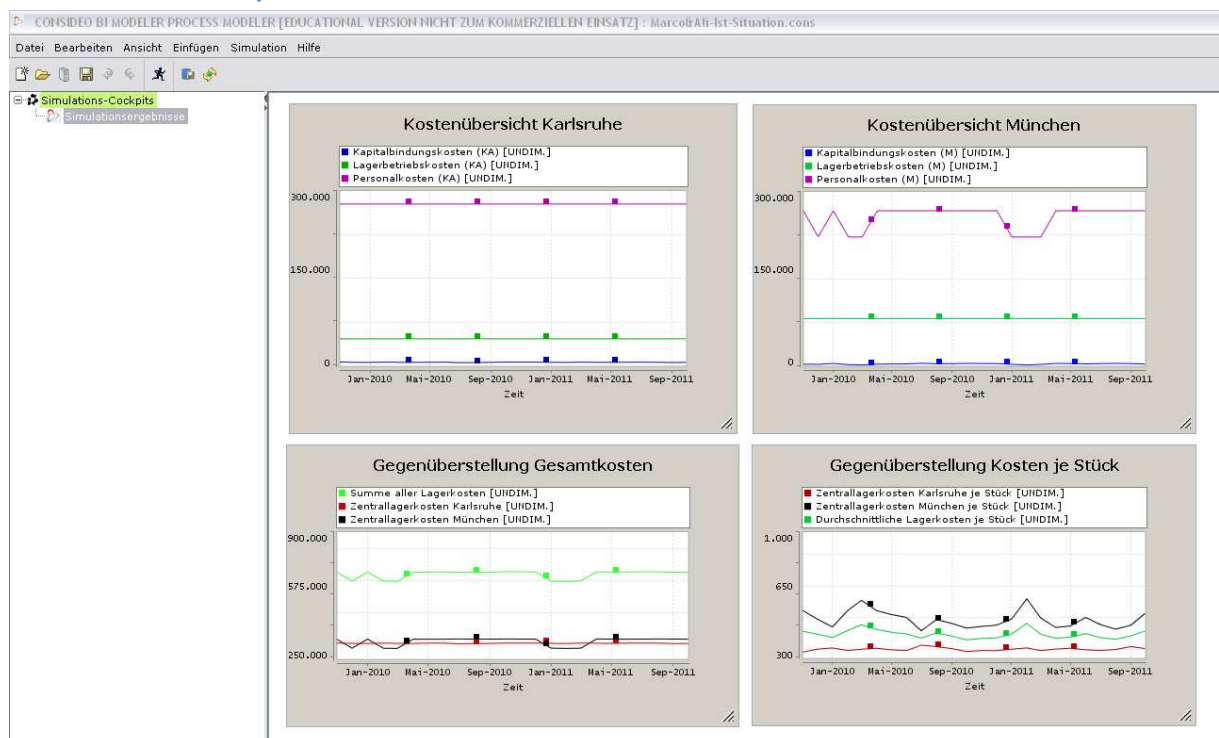 CONSIDEO BI MODELER PROCESS MODELER [EDUCATIONAL VERSION NICHT ZUM KOMMERZIELLEN EINSATZ] : Marco&Ali-Ist-Situation.cons
Datei Bearbeiten Ansicht Einfügen Simulation Hilfe
Simulations-Cockpits
Simulationsergebnisse
Kostenübersicht Karlsruhe
Kapitalbindungskosten (KA) [UNDIM.]
Lagerbetriebskosten (KA) [UNDIM.]
Personalkosten (KA) [UNDIM.]
300.000
150.000
0
Jan-2010 Mai-2010 Sep-2010 Jan-2011 Mai-2011 Sep-2011
Zeit
Kostenübersicht München
Kapitalbindungskosten (M) [UNDIM.]
Lagerbetriebskosten (M) [UNDIM.]
Personalkosten (M) [UNDIM.]
300.000
150.000
0
Jan-2010 Mai-2010 Sep-2010 Jan-2011 Mai-2011 Sep-2011
Zeit
Gegenüberstellung Gesamtkosten
Summe aller Lagerkosten [UNDIM.]
Zentrallagerkosten Karlsruhe [UNDIM.]
Zentrallagerkosten München [UNDIM.]
900.000
575.000
250.000
Jan-2010 Mai-2010 Sep-2010 Jan-2011 Mai-2011 Sep-2011
Zeit
Gegenüberstellung Kosten je Stück
Zentrallagerkosten Karlsruhe je Stück [UNDIM.]
Zentrallagerkosten München je Stück [UNDIM.]
Durchschnittliche Lagerkosten je Stück [UNDIM.]
1.000
650
300
Jan-2010 Mai-2010 Sep-2010 Jan-2011 Mai-2011 Sep-2011
Zeit